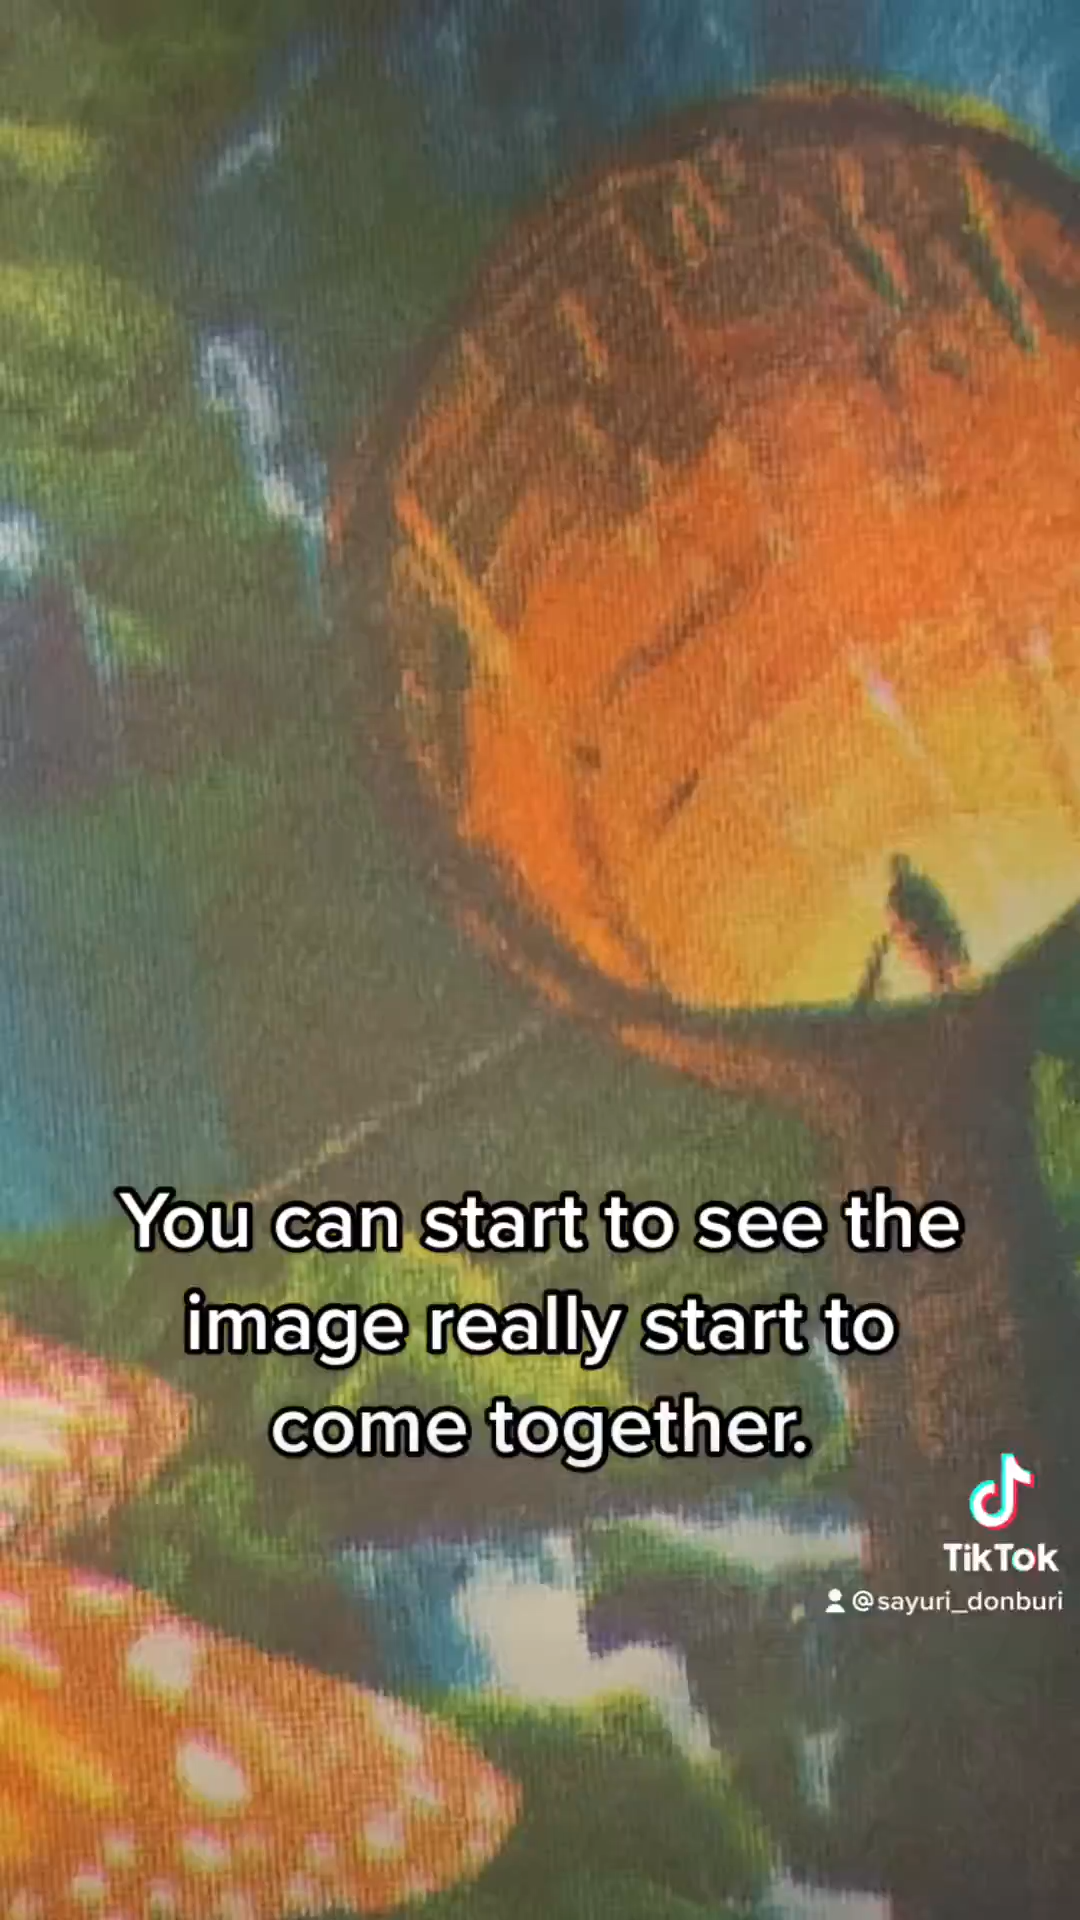 You can start to see the
image really start to
come together.
TikTok
@sayuri_donburi